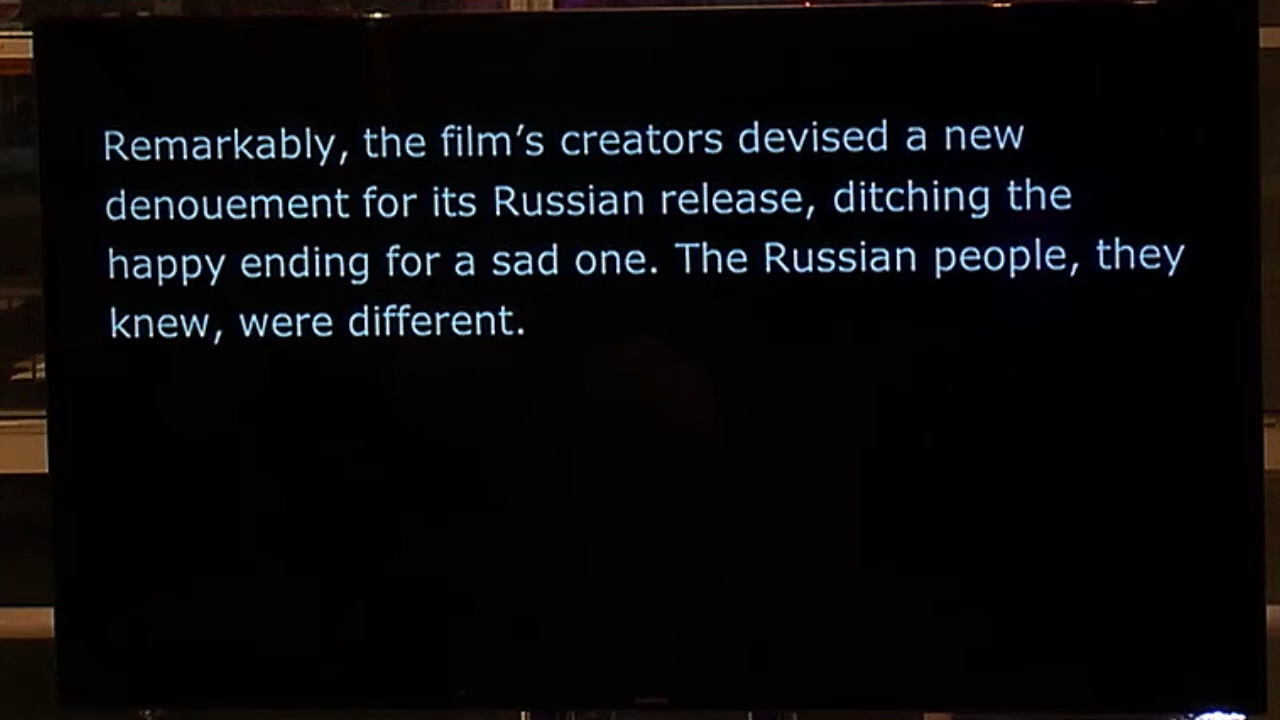 Remarkably, the film’s creators devised a new
denouement for its Russian release, ditching the
happy ending for a sad one. The Russian people, they
knew, were different.